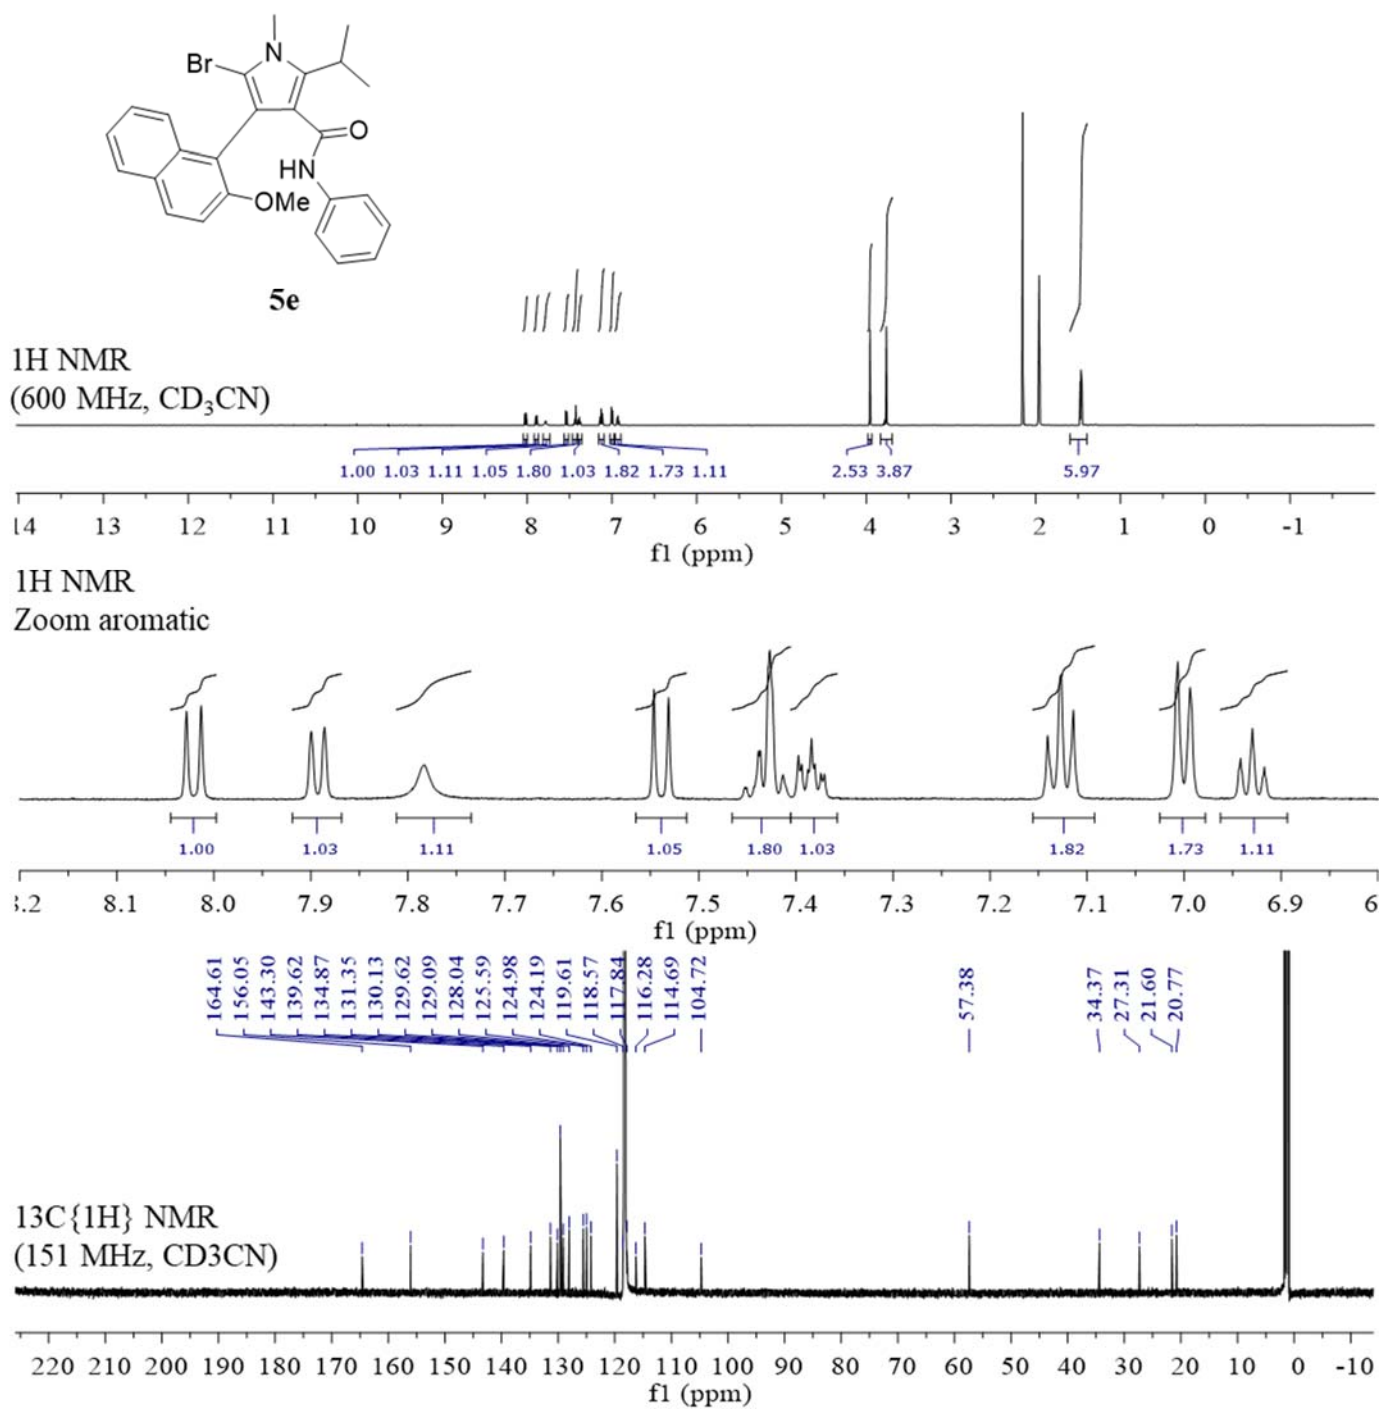 N
Br
O
HN
OMe
5e
1H NMR
(600 MHz, CD₃CN)
1.00 1.03 1.11 1.05 1.80 1.03 1.82 1.73 1.11 2.53 3.87 5.97
14 13 12 11 10 9 8 7 6 5 4 3 2 1 0 -1
f1 (ppm)
1H NMR
Zoom aromatic
1.00 1.03 1.11 1.05 1.80 1.03 1.82 1.73 1.11
8.1 8.0 7.9 7.8 7.7 7.6 7.5 7.4 7.3 7.2 7.1 7.0 6.9
f1 (ppm)
164.61
156.05
143.30
139.62
134.87
131.35
130.13
129.62
129.09
128.04
125.59
124.98
124.19
119.61
118.57
117.84
116.28
114.69
104.72
57.38
34.37
27.31
21.60
20.77
13C{1H} NMR
(151 MHz, CD3CN)
220 210 200 190 180 170 160 150 140 130 120 110 100 90 80 70 60 50 40 30 20 10 0 -10
f1 (ppm)